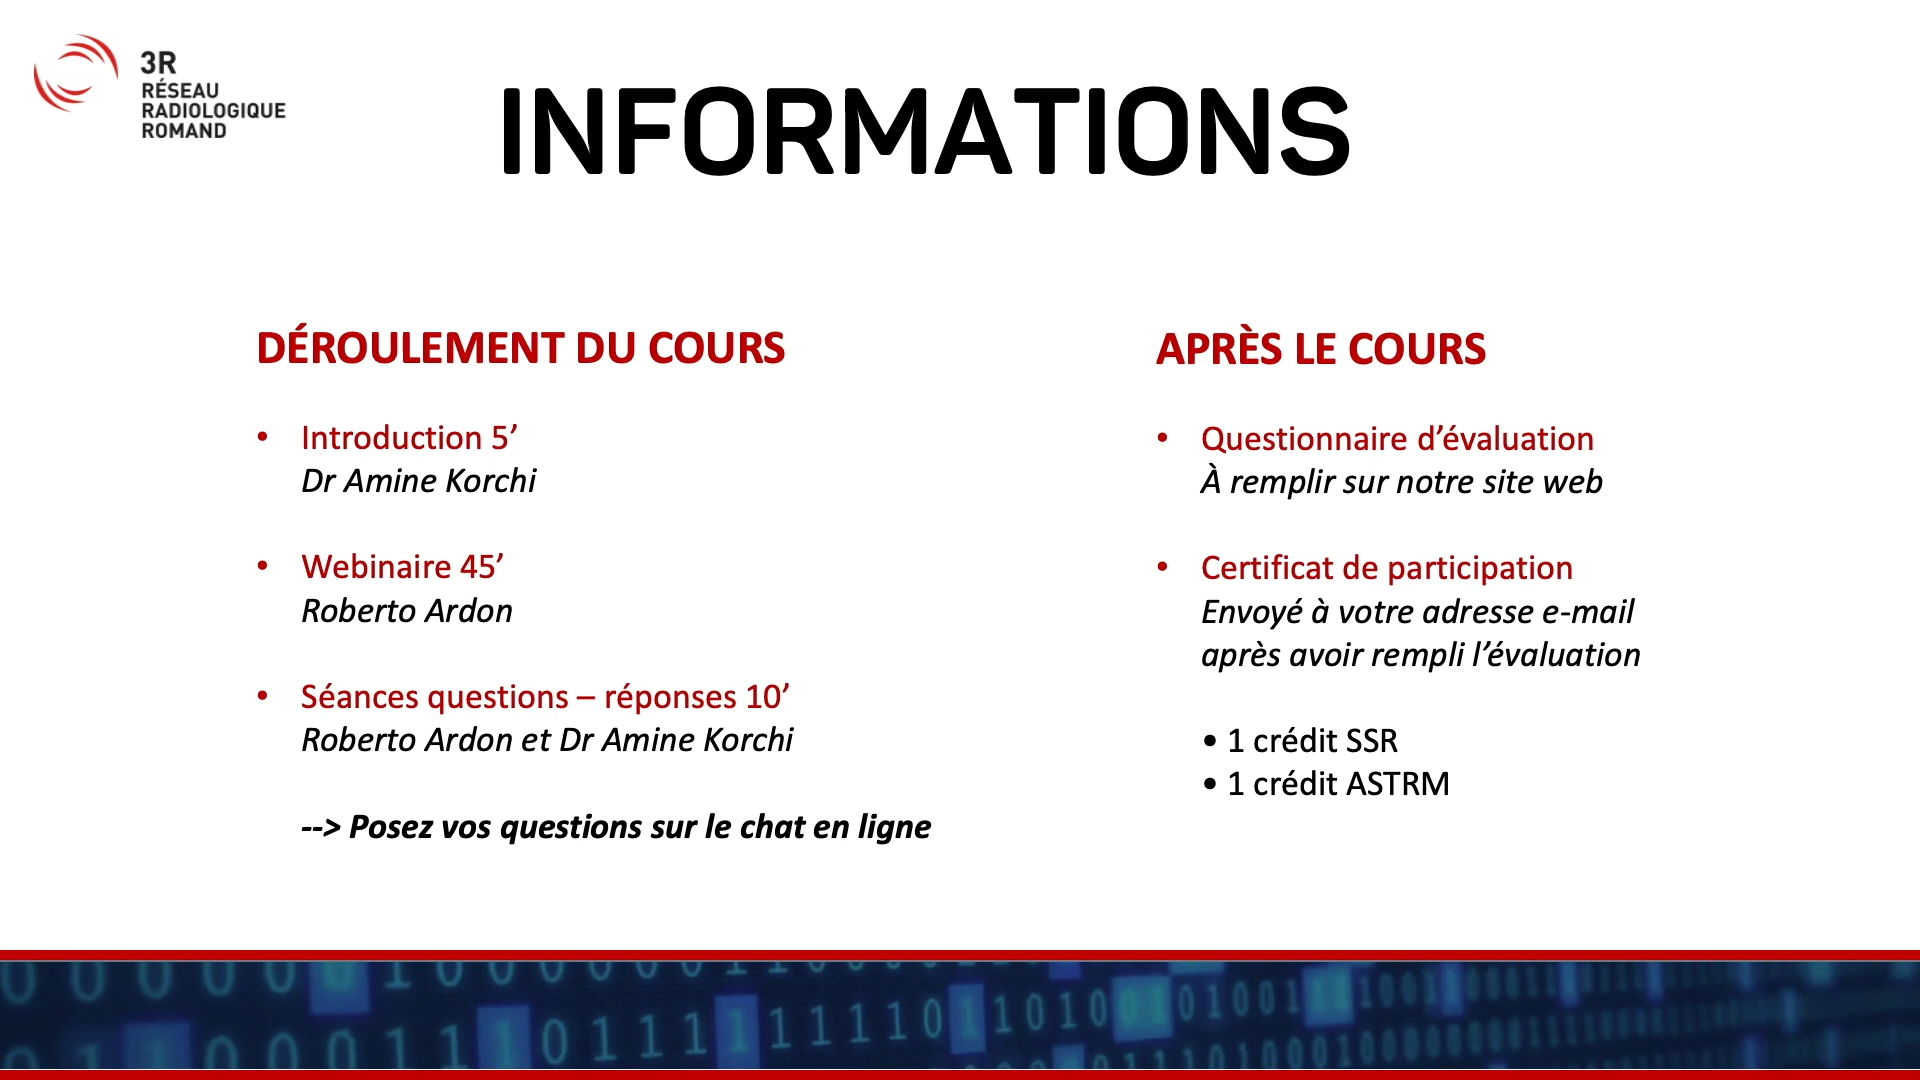 3R
RÉSEAU
RADIOLOGIQUE
ROMAND
INFORMATIONS
DÉROULEMENT DU COURS
• Introduction 5’
Dr Amine Korchi
• Webinaire 45’
Roberto Ardon
• Séances questions – réponses 10’
Roberto Ardon et Dr Amine Korchi
--> Posez vos questions sur le chat en ligne
APRÈS LE COURS
• Questionnaire d’évaluation
À remplir sur notre site web
• Certificat de participation
Envoyé à votre adresse e-mail
après avoir rempli l’évaluation
• 1 crédit SSR
• 1 crédit ASTRM